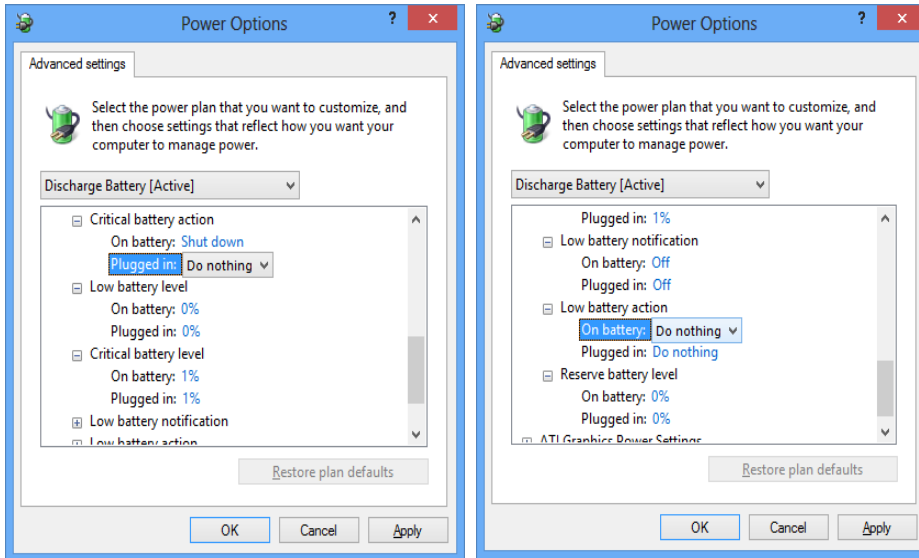 Power Options
?
x
Advanced settings
Select the power plan that you want to customize, and
then choose settings that reflect how you want your
computer to manage power.
Discharge Battery [Active]
Critical battery action
On battery: Shut down
Plugged in: Do nothing
Low battery level
On battery: 0%
Plugged in: 0%
Critical battery level
On battery: 1%
Plugged in: 1%
Low battery notification
Low battery action
Restore plan defaults
OK Cancel Apply
Power Options
?
x
Advanced settings
Select the power plan that you want to customize, and
then choose settings that reflect how you want your
computer to manage power.
Discharge Battery [Active]
Plugged in: 1%
Low battery notification
On battery: Off
Plugged in: Off
Low battery action
On battery: Do nothing
Plugged in: Do nothing
Reserve battery level
On battery: 0%
Plugged in: 0%
ATI Graphics Power Settings
Restore plan defaults
OK Cancel Apply